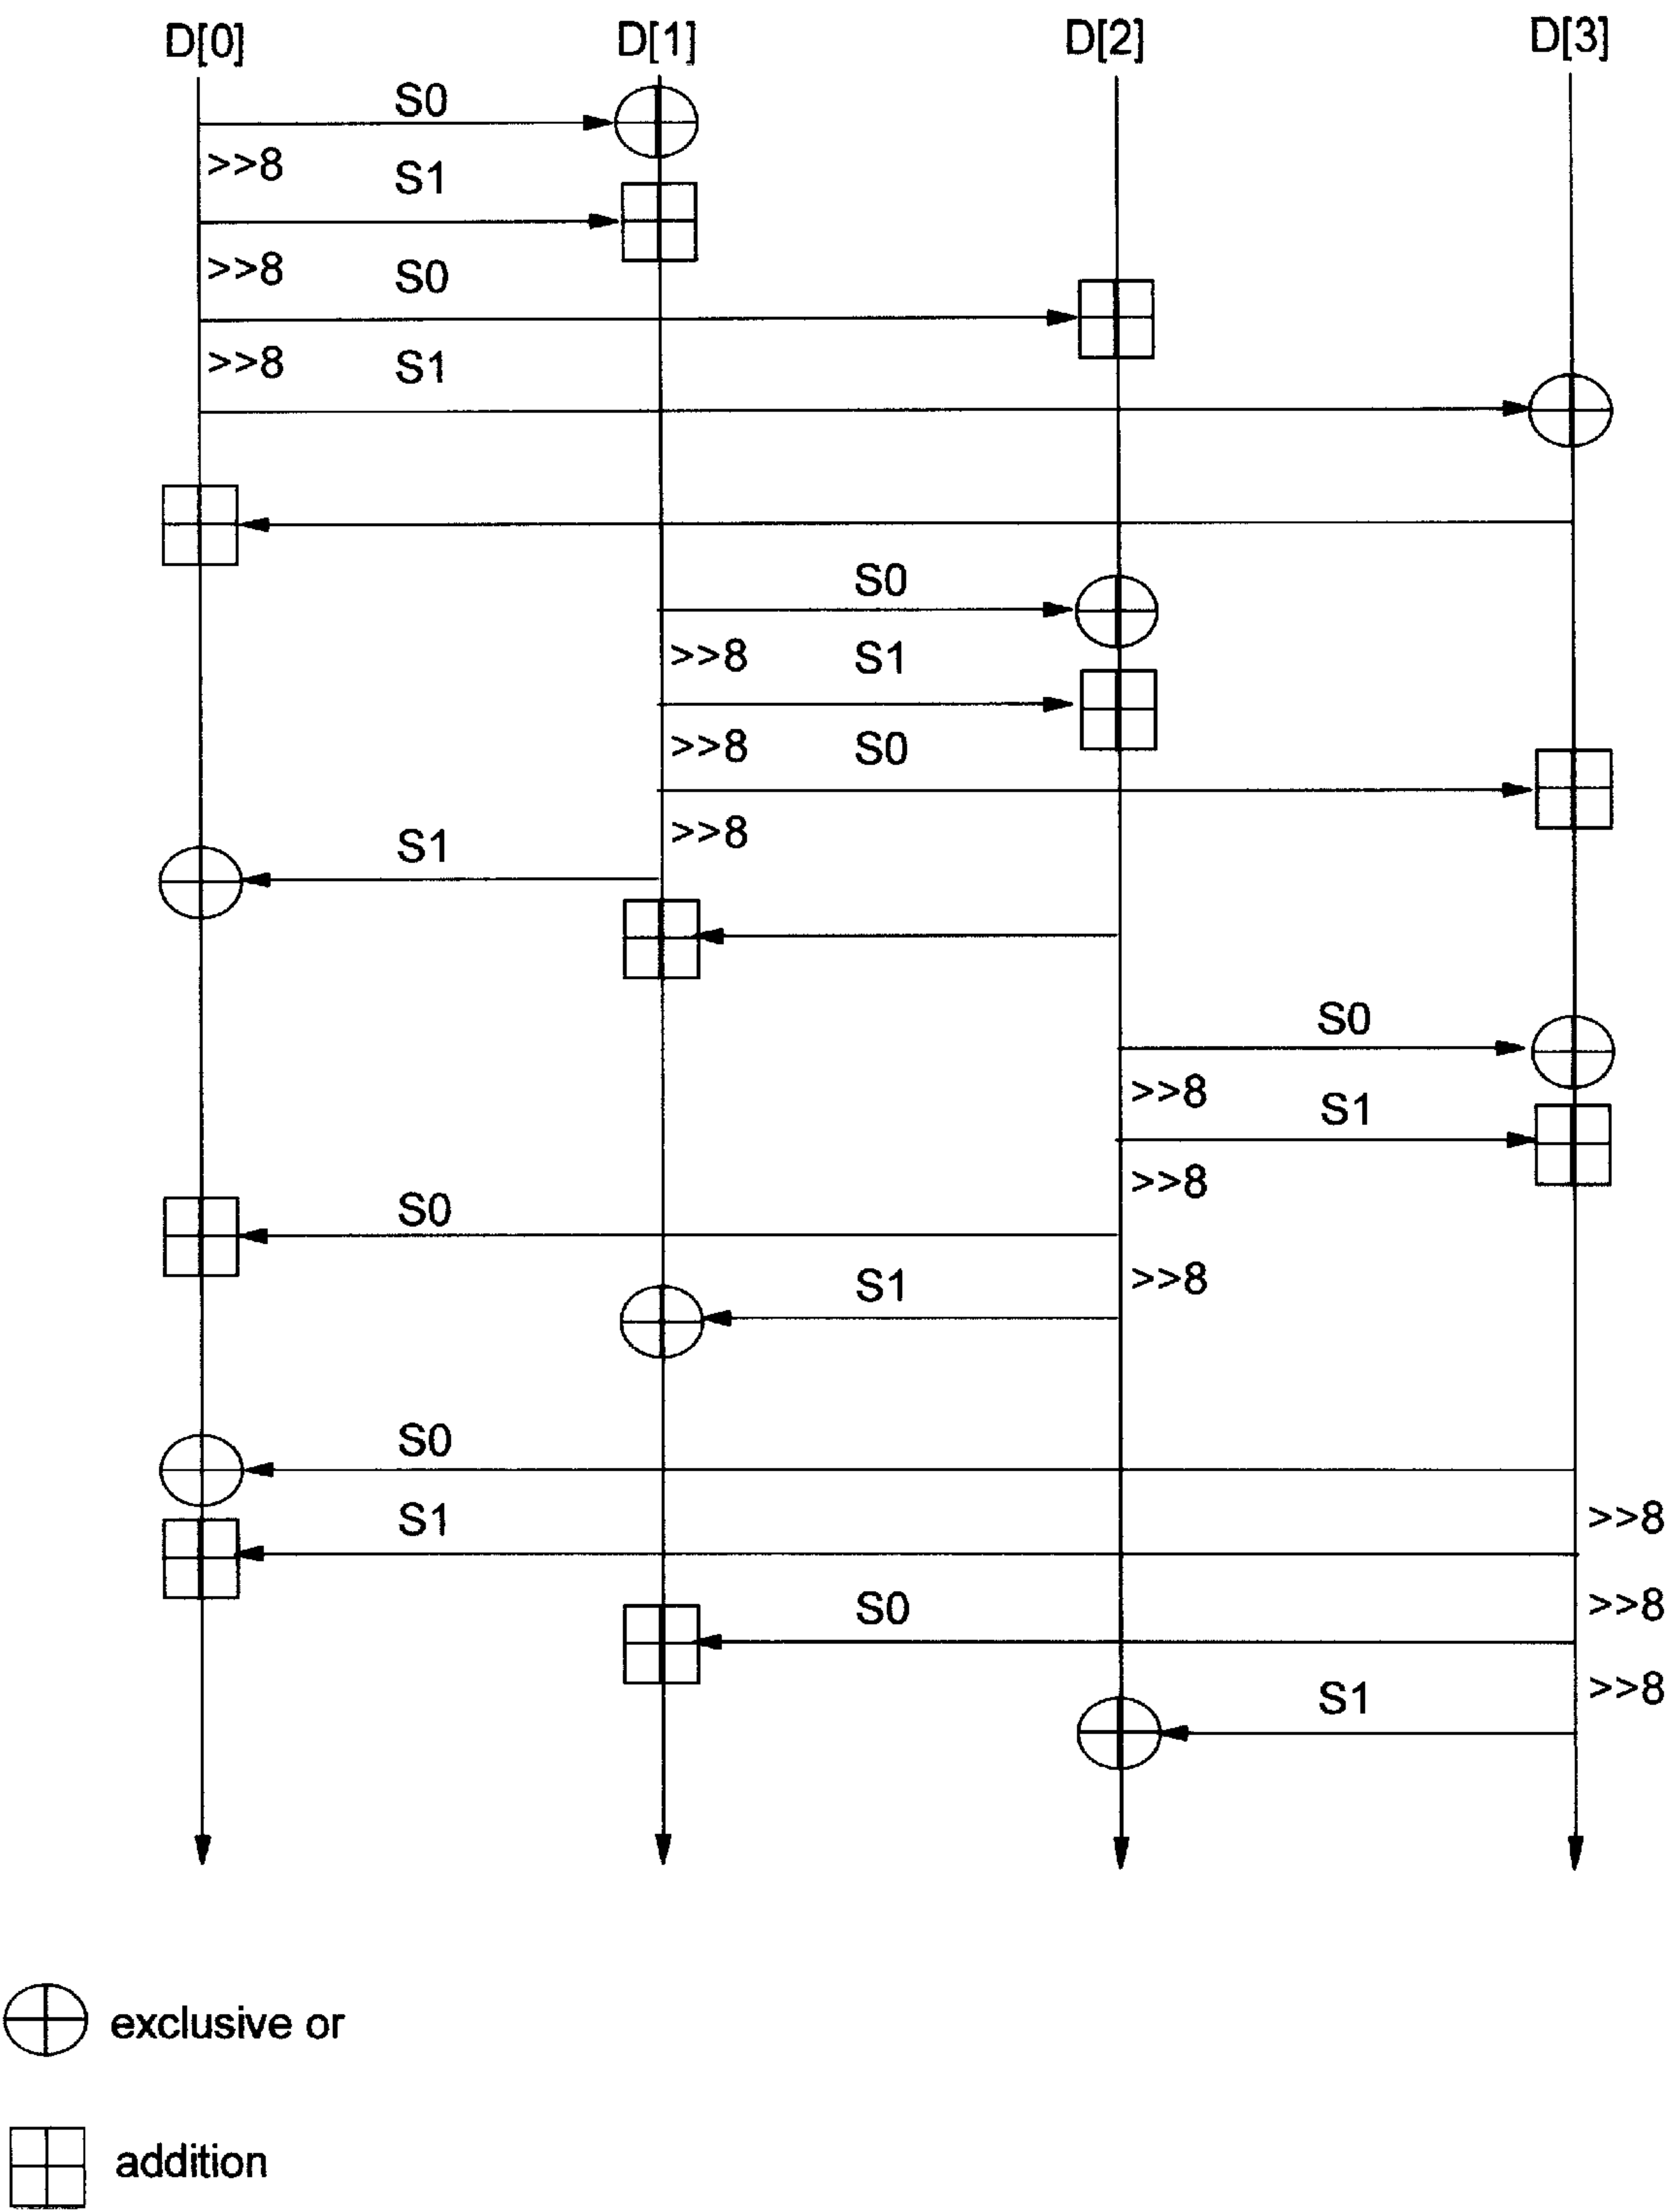 D[0] D[1] D[2] D[3]
S0
>>8 S1
>>8 S0
>>8 S1
S0
>>8 S1
>>8 S0
>>8
S1
S0
>>8 S1
>>8
S0
>>8
S1
S0
>>8
S1
>>8
S0
>>8
S1
exclusive or
addition